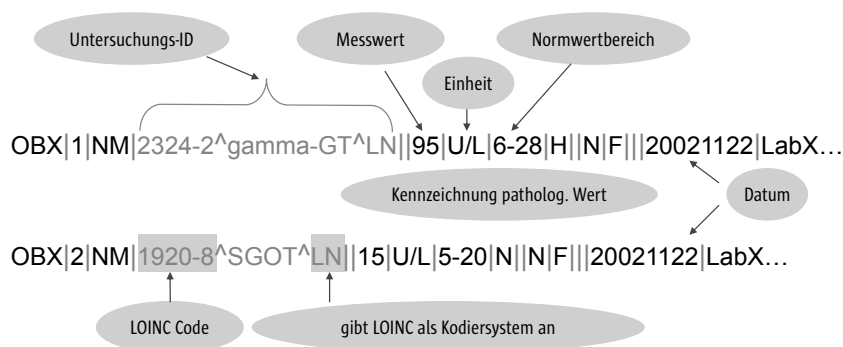 Untersuchungs-ID
Messwert
Normwertbereich
Einheit
OBX|1|NM|2324-2^gamma-GT^LN||95|U/L|6-28|H||N|F|||20021122|LabX…
Kennzeichnung patholog. Wert
Datum
OBX|2|NM|1920-8^SGOT^LN||15|U/L|5-20|N||N|F|||20021122|LabX…
LOINC Code
gibt LOINC als Kodiersystem an